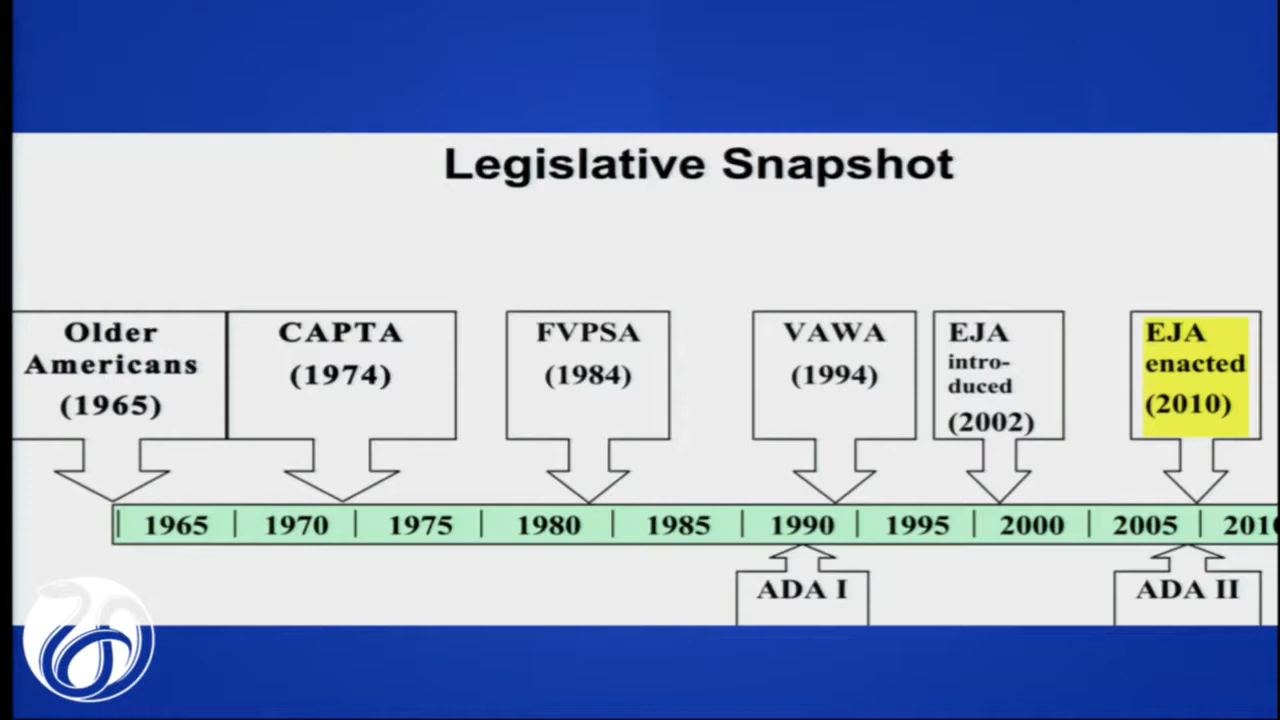 Legislative Snapshot
Older
Americans
(1965)
CAPTA
(1974)
FVPSA
(1984)
VAWA
(1994)
EJA
intro-
duced
(2002)
EJA
enacted
(2010)
| 1965 | 1970 | 1975 | 1980 | 1985 | 1990 | 1995 | 2000 | 2005 | 2010
ADA I
ADA II